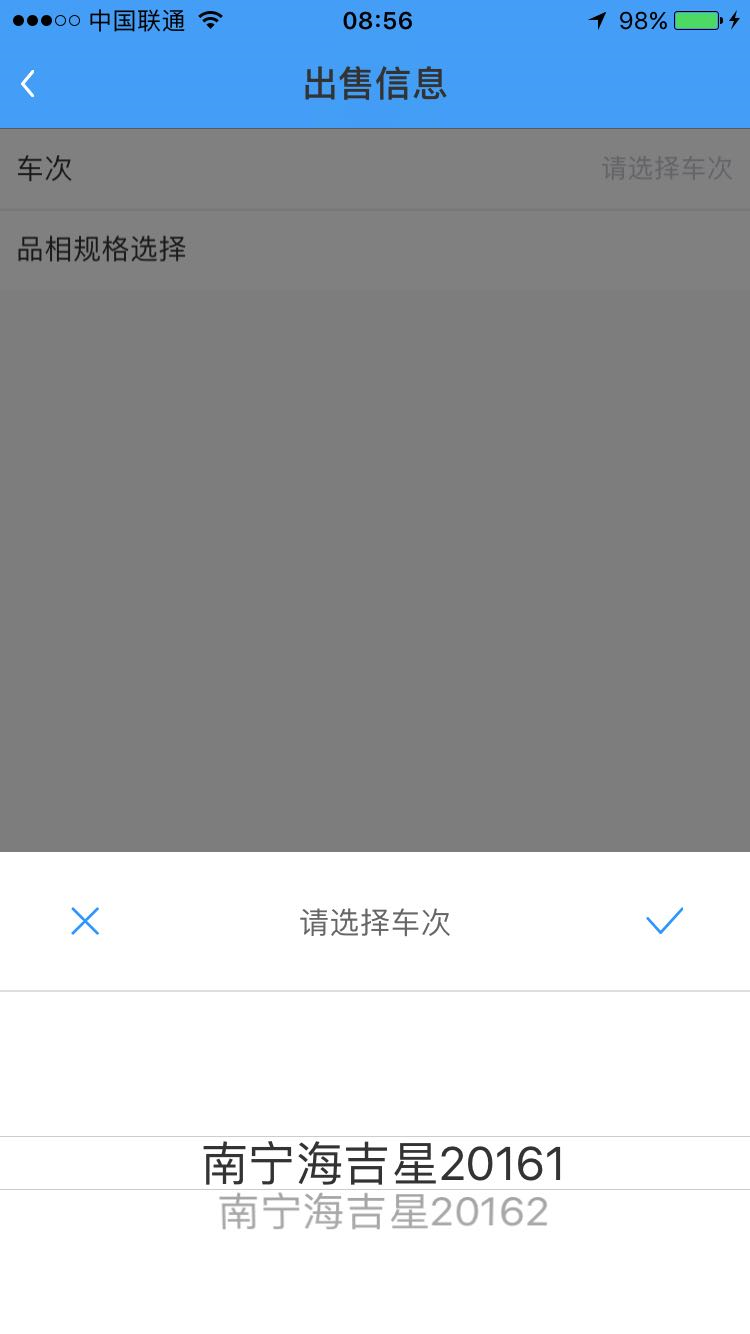 中国联通 08:56 98%
出售信息
车次 请选择车次
品相规格选择
请选择车次
南宁海吉星20161
南宁海吉星20162